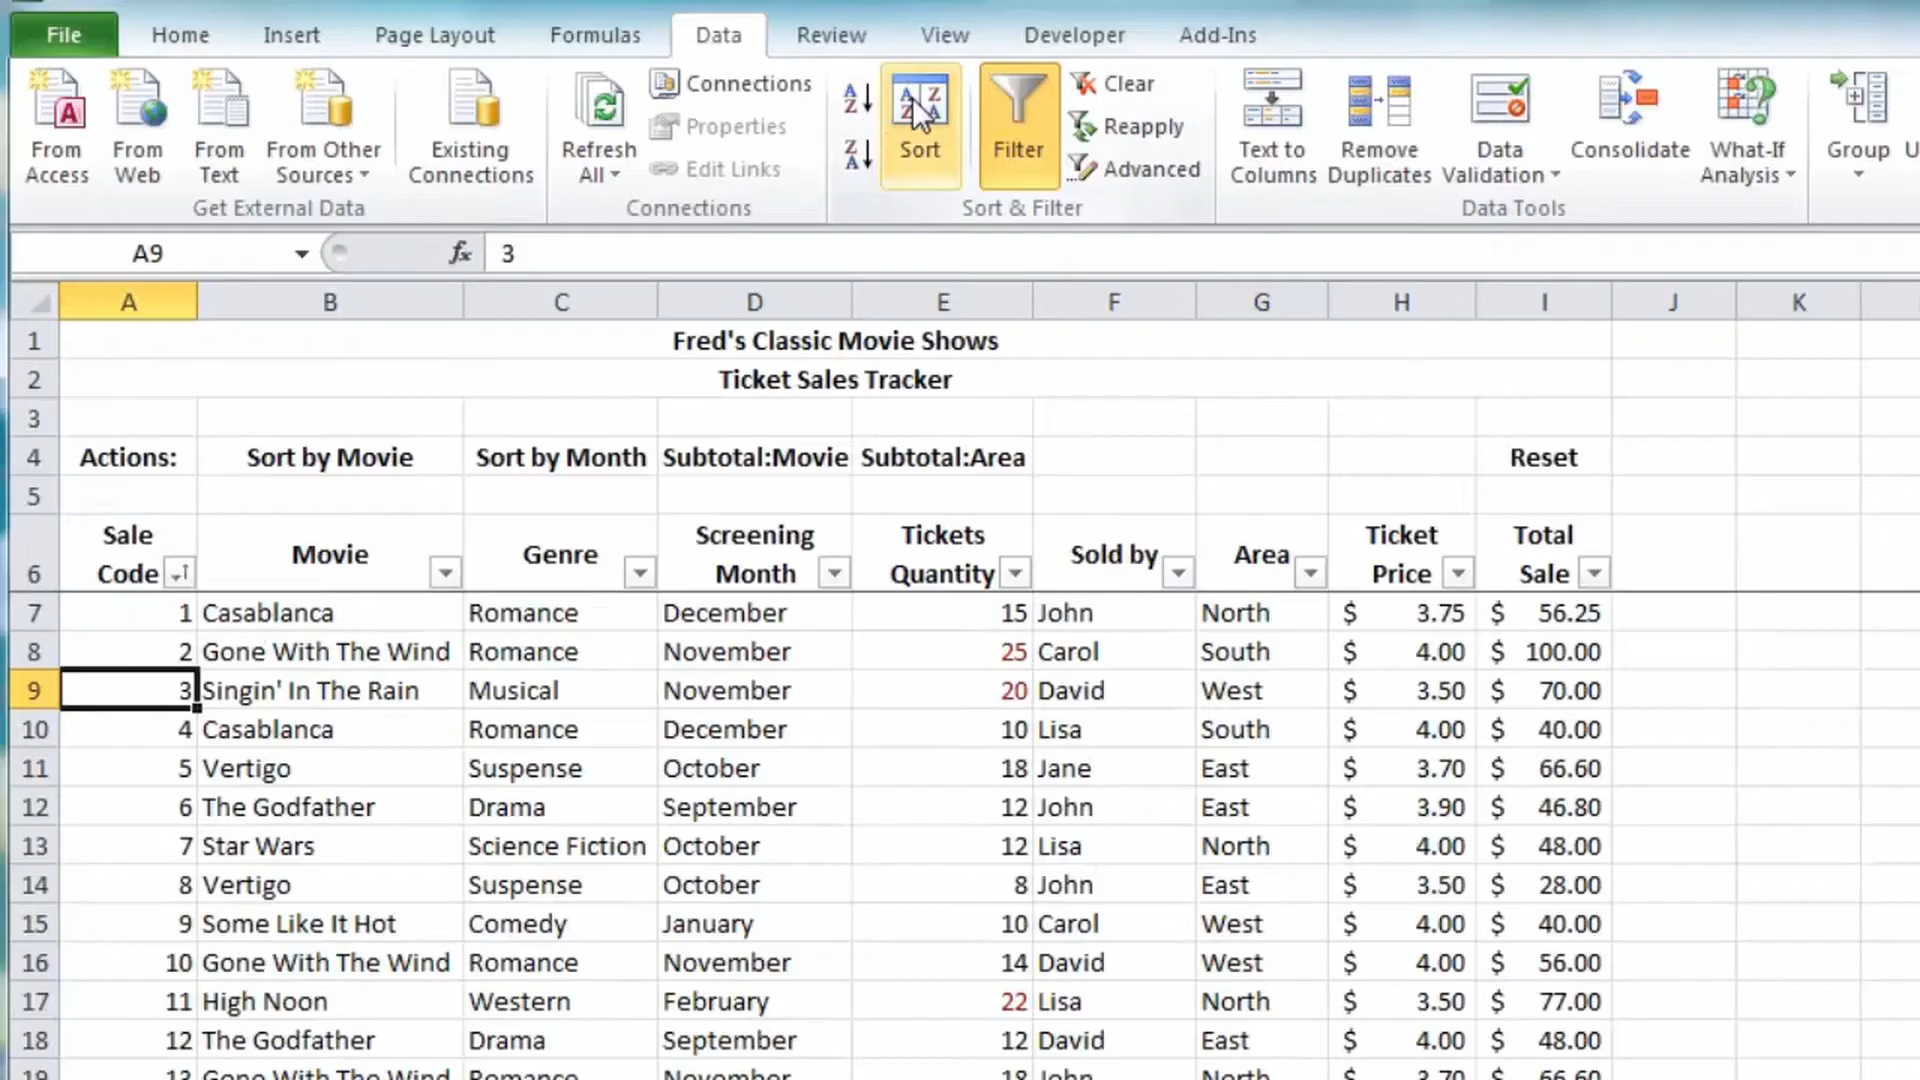 File Home Insert Page Layout Formulas Data Review View Developer Add-Ins
From Access
From Web
From Text
From Other Sources
Existing Connections
Refresh All
Connections
Properties
Edit Links
Sort
Filter
Clear
Reapply
Advanced
Text to Columns
Remove Duplicates
Data Validation
Consolidate
What-If Analysis
Group
U
Get External Data Connections Sort & Filter Data Tools
A9 fx 3
A B C D E F G H I J K
1 Fred's Classic Movie Shows
2 Ticket Sales Tracker
3
4 Actions: Sort by Movie Sort by Month Subtotal:Movie Subtotal:Area Reset
5
6 Sale Code Movie Genre Screening Month Tickets Quantity Sold by Area Ticket Price Total Sale
7 1 Casablanca Romance December 15 John North $ 3.75 $ 56.25
8 2 Gone With The Wind Romance November 25 Carol South $ 4.00 $ 100.00
9 3 Singin' In The Rain Musical November 20 David West $ 3.50 $ 70.00
10 4 Casablanca Romance December 10 Lisa South $ 4.00 $ 40.00
11 5 Vertigo Suspense October 18 Jane East $ 3.70 $ 66.60
12 6 The Godfather Drama September 12 John East $ 3.90 $ 46.80
13 7 Star Wars Science Fiction October 12 Lisa North $ 4.00 $ 48.00
14 8 Vertigo Suspense October 8 John East $ 3.50 $ 28.00
15 9 Some Like It Hot Comedy January 10 Carol West $ 4.00 $ 40.00
16 10 Gone With The Wind Romance November 14 David West $ 4.00 $ 56.00
17 11 High Noon Western February 22 Lisa North $ 3.50 $ 77.00
18 12 The Godfather Drama September 12 David East $ 4.00 $ 48.00
19 13 Gone With The Wind Romance November 18 John North $ 3.70 $ 66.60